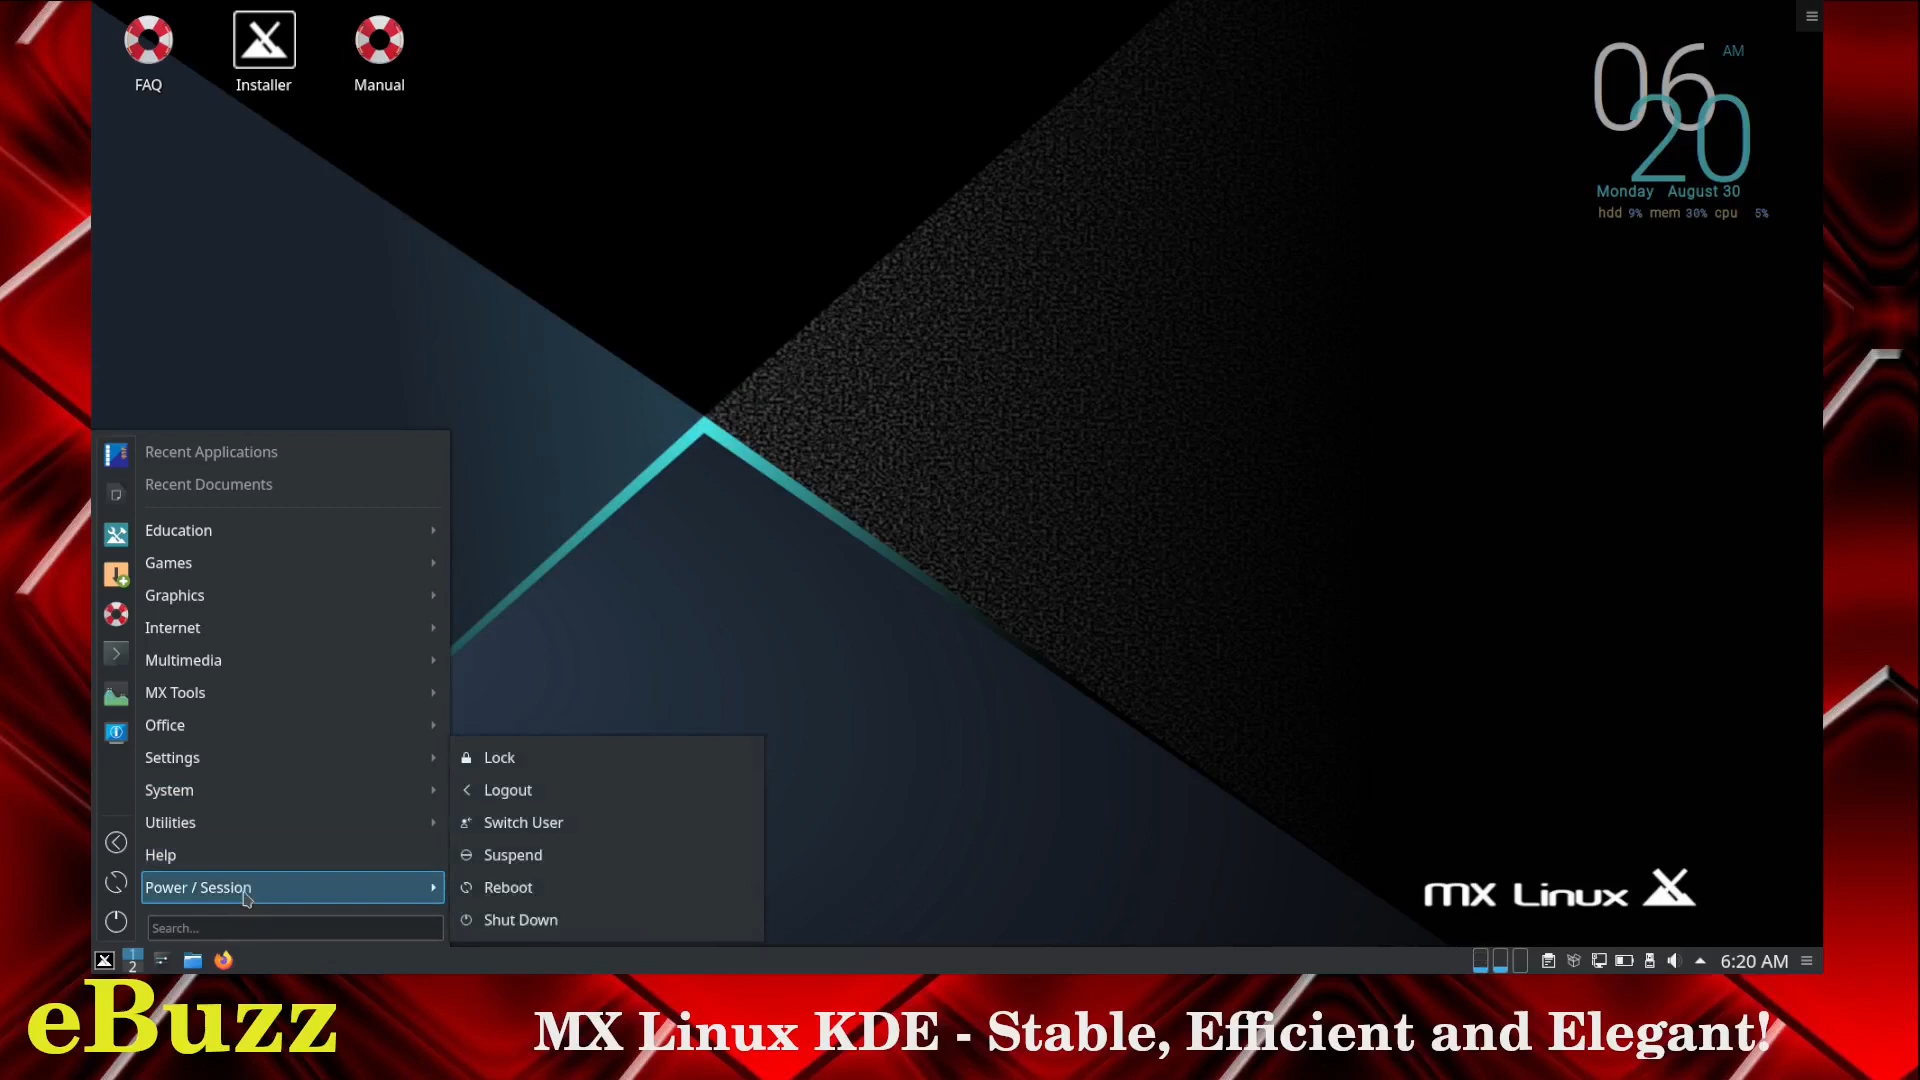 FAQ
Installer
Manual
06 AM
20
Monday August 30
hdd 9% mem 30% cpu 5%
Recent Applications
Recent Documents
Education
Games
Graphics
Internet
Multimedia
MX Tools
Office
Settings
System
Utilities
Help
Power / Session
Search...
Lock
Logout
Switch User
Suspend
Reboot
Shut Down
MX Linux
1
2
6:20 AM
eBuzz
MX Linux KDE - Stable, Efficient and Elegant!